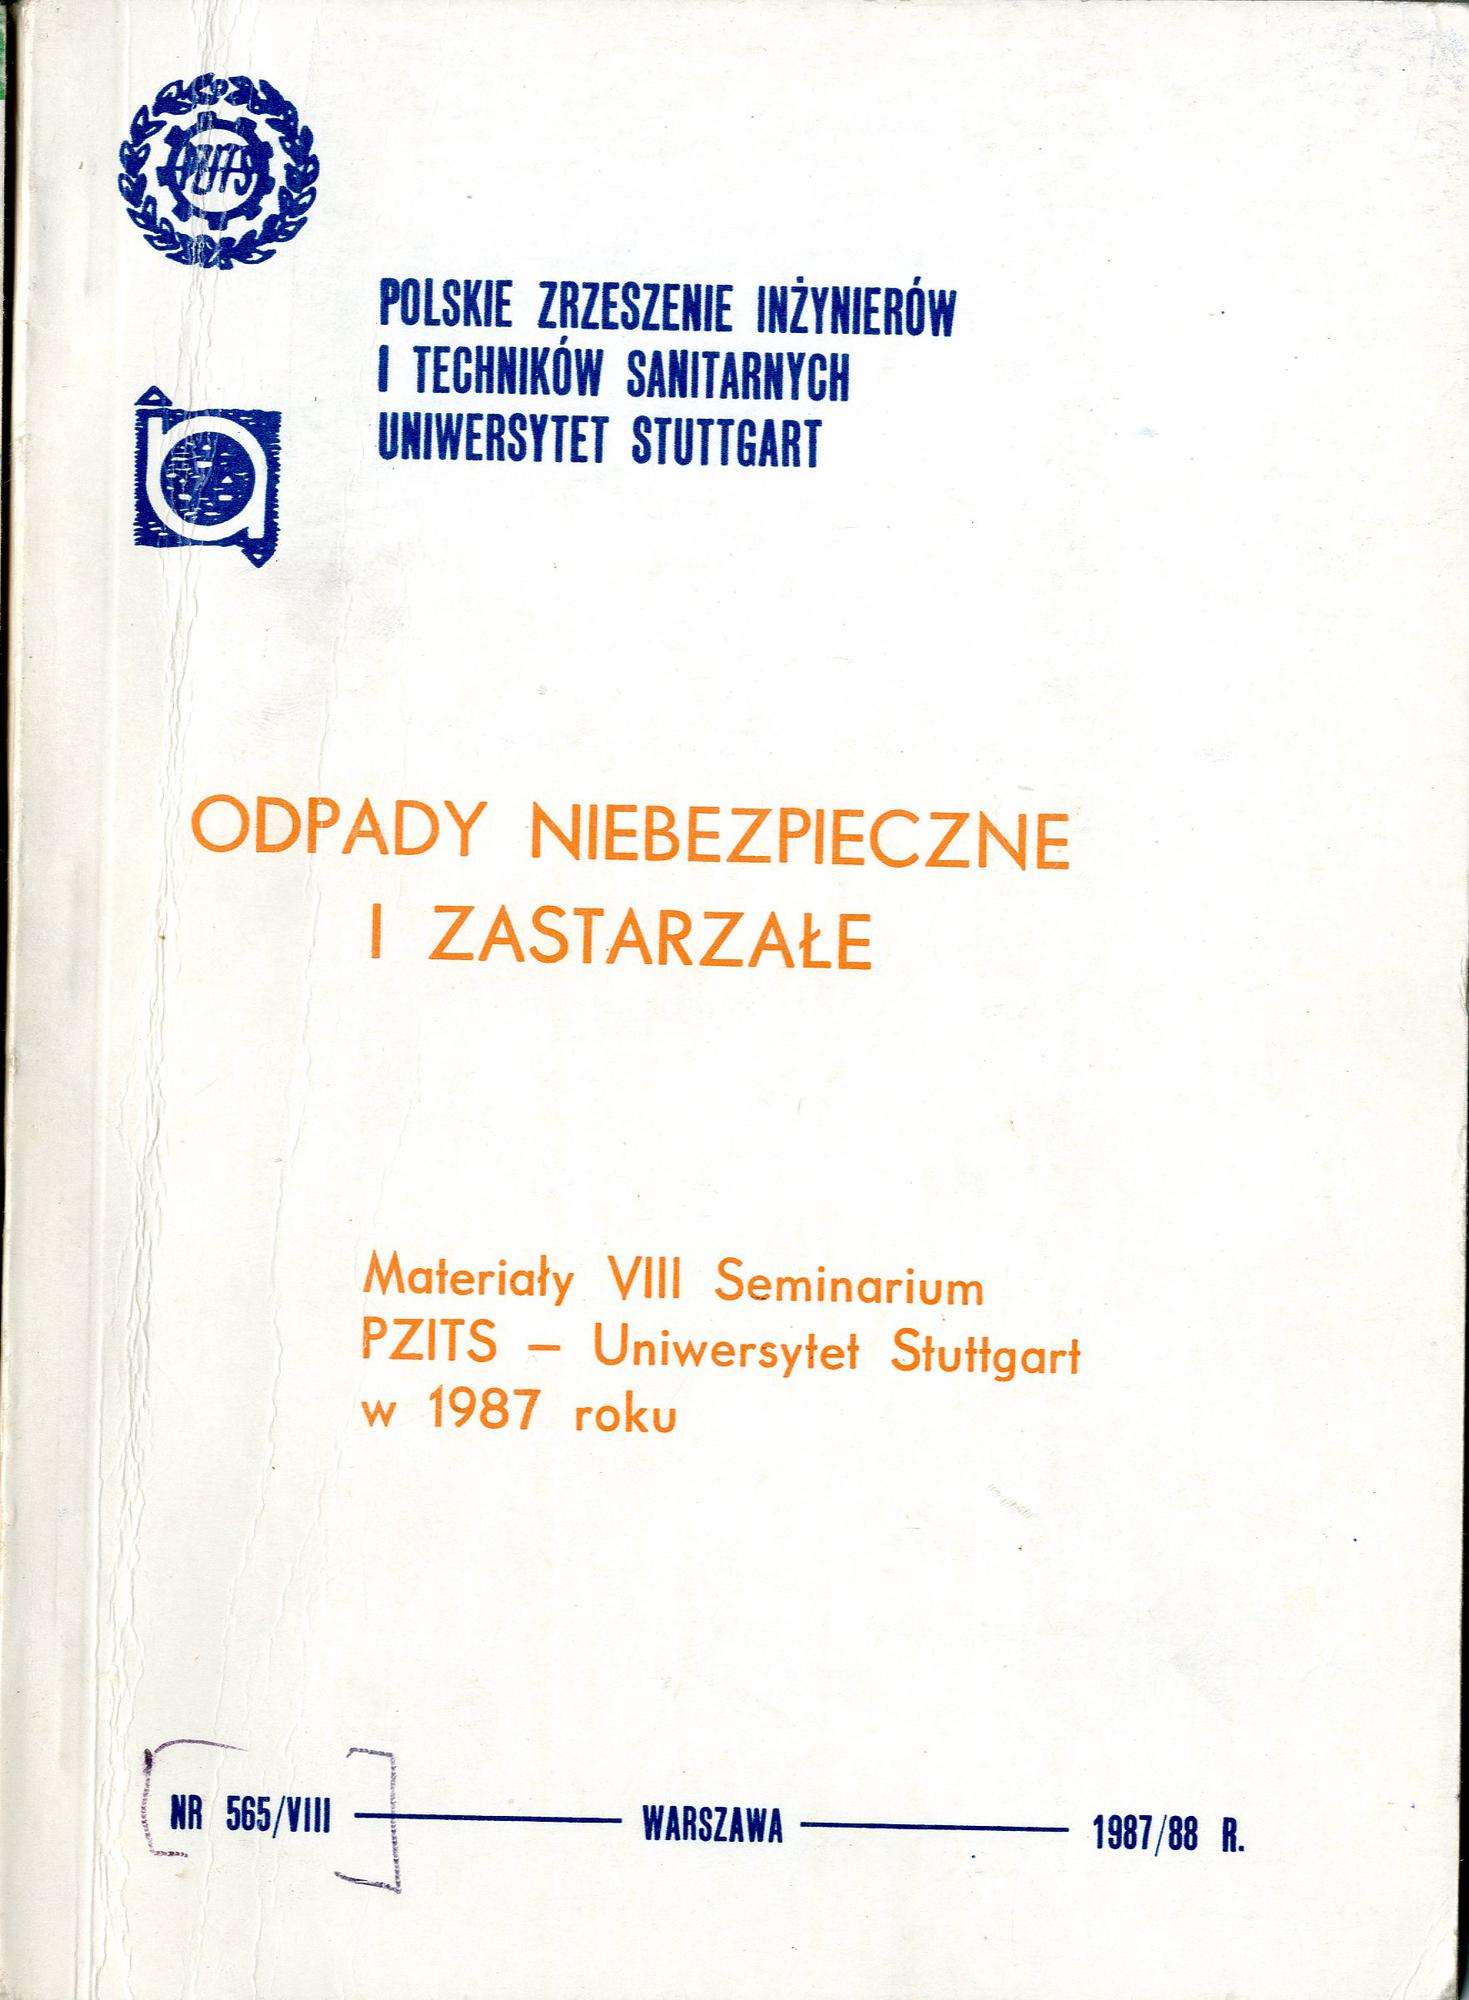 PZITS
POLSKIE ZRZESZENIE INŻYNIERÓW
I TECHNIKÓW SANITARNYCH
UNIWERSYTET STUTTGART
ODPADY NIEBEZPIECZNE
I ZASTARZAŁE
Materiały VIII Seminarium
PZITS – Uniwersytet Stuttgart
w 1987 roku
NR 565/VIII — WARSZAWA — 1987/88 R.